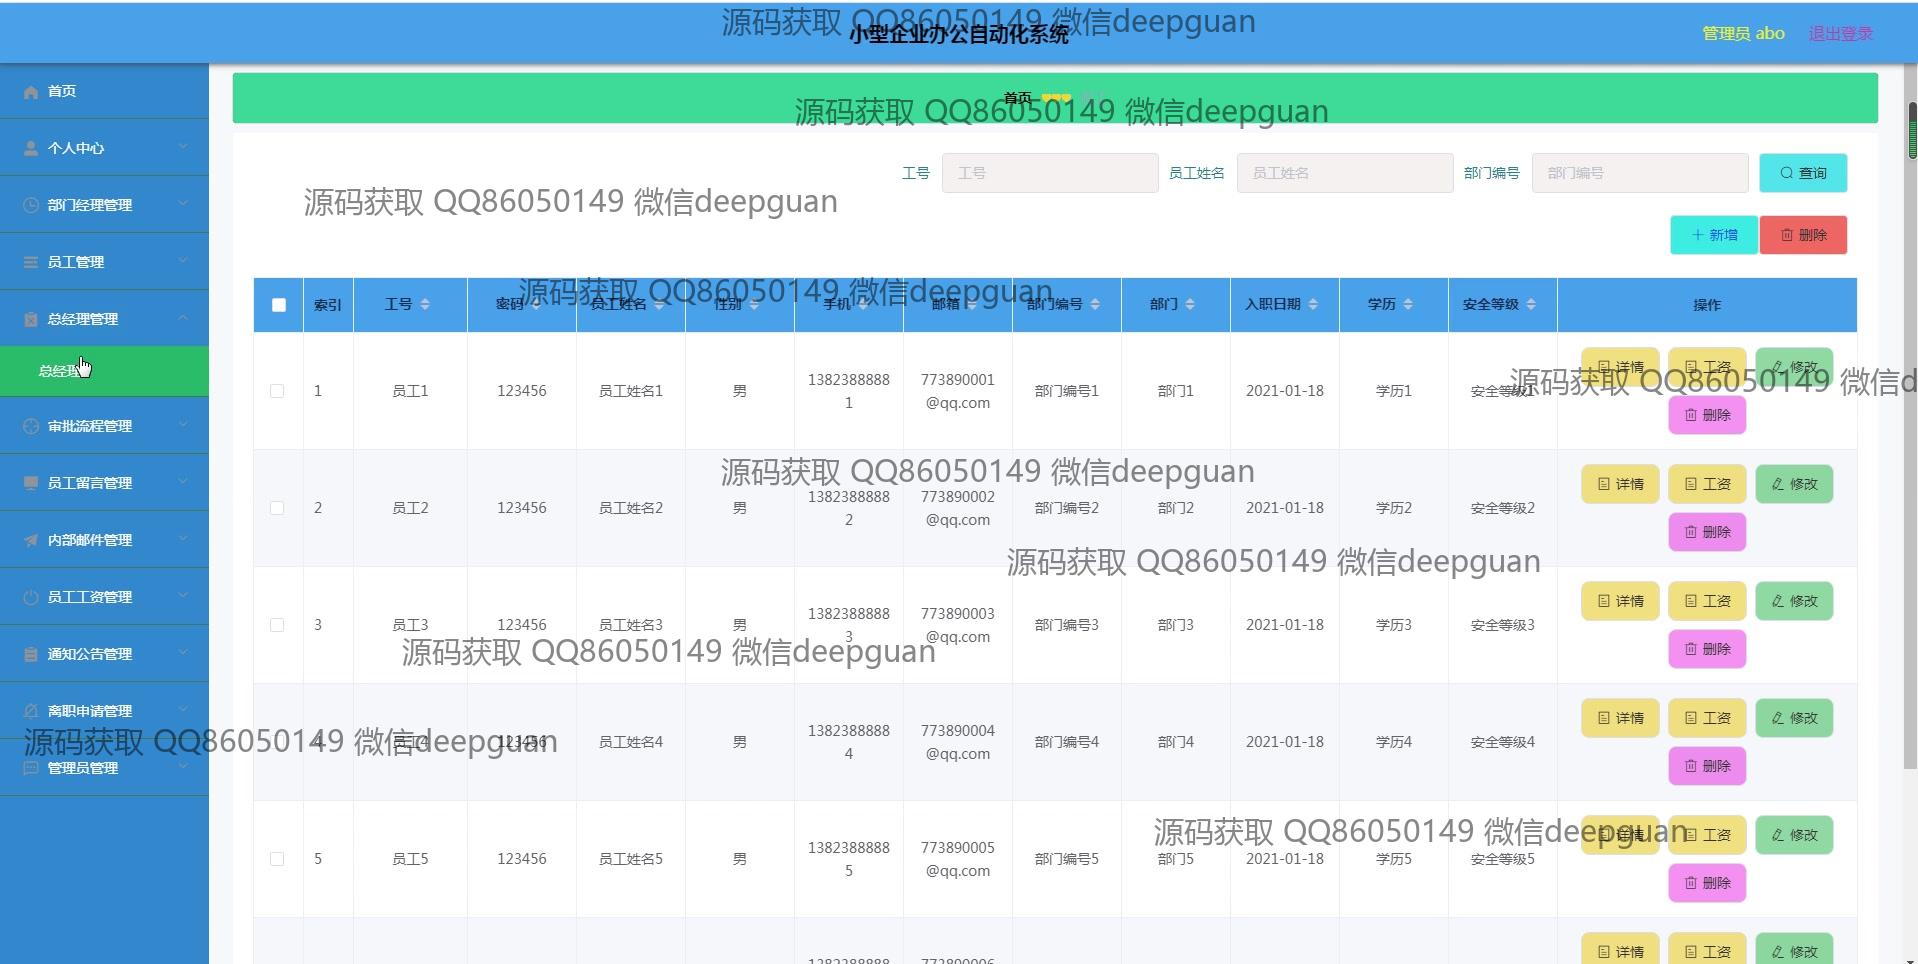 源码获取 QQ86050149 微信deepguan
小型企业办公自动化系统
管理员 abo
退出登录
首页
个人中心
部门经理管理
员工管理
总经理管理
总经理
审批流程管理
员工留言管理
内部邮件管理
员工工资管理
通知公告管理
离职申请管理
管理员管理
首页
源码获取 QQ86050149 微信deepguan
工号 工号 员工姓名 员工姓名 部门编号 部门编号 查询
源码获取 QQ86050149 微信deepguan
新增 删除
源码获取 QQ86050149 微信deepguan
索引 工号 密码 员工姓名 性别 手机 邮箱 部门编号 部门 入职日期 学历 安全等级 操作
1 员工1 123456 员工姓名1 男 13823888881 773890001@qq.com 部门编号1 部门1 2021-01-18 学历1 安全等级1 详情 工资 修改
删除
源码获取 QQ86050149 微信d
源码获取 QQ86050149 微信deepguan
2 员工2 123456 员工姓名2 男 13823888882 773890002@qq.com 部门编号2 部门2 2021-01-18 学历2 安全等级2 详情 工资 修改
删除
源码获取 QQ86050149 微信deepguan
3 员工3 123456 员工姓名3 男 13823888883 773890003@qq.com 部门编号3 部门3 2021-01-18 学历3 安全等级3 详情 工资 修改
删除
源码获取 QQ86050149 微信deepguan
4 员工4 123456 员工姓名4 男 13823888884 773890004@qq.com 部门编号4 部门4 2021-01-18 学历4 安全等级4 详情 工资 修改
删除
源码获取 QQ86050149 微信deepguan
5 员工5 123456 员工姓名5 男 13823888885 773890005@qq.com 部门编号5 部门5 2021-01-18 学历5 安全等级5 详情 工资 修改
删除
源码获取 QQ86050149 微信deepguan
1382388888 773890006 详情 工资 修改